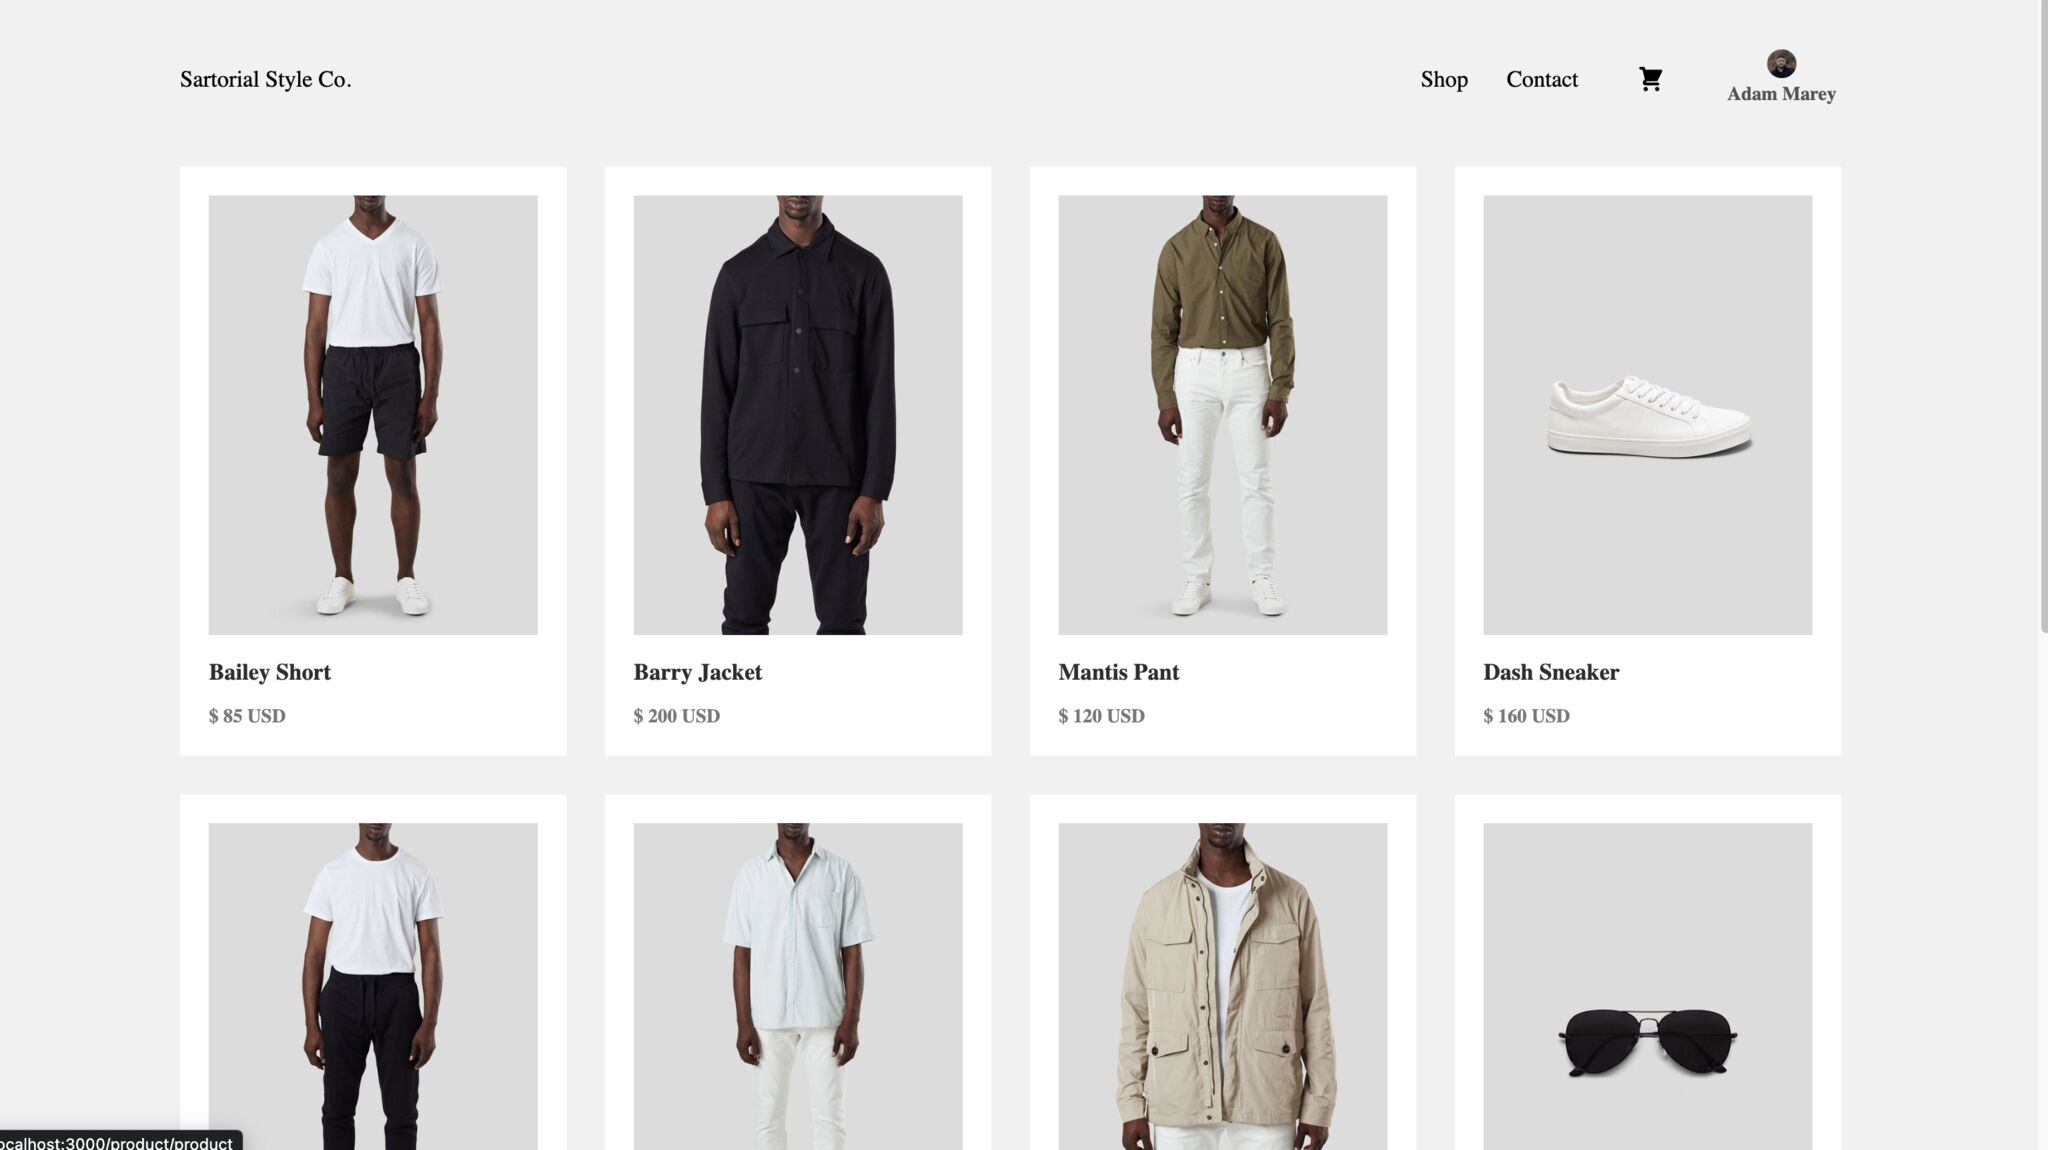 Sartorial Style Co.
Shop
Contact
Adam Marey
Bailey Short
$ 85 USD
Barry Jacket
$ 200 USD
Mantis Pant
$ 120 USD
Dash Sneaker
$ 160 USD
ocalhost:3000/product/product